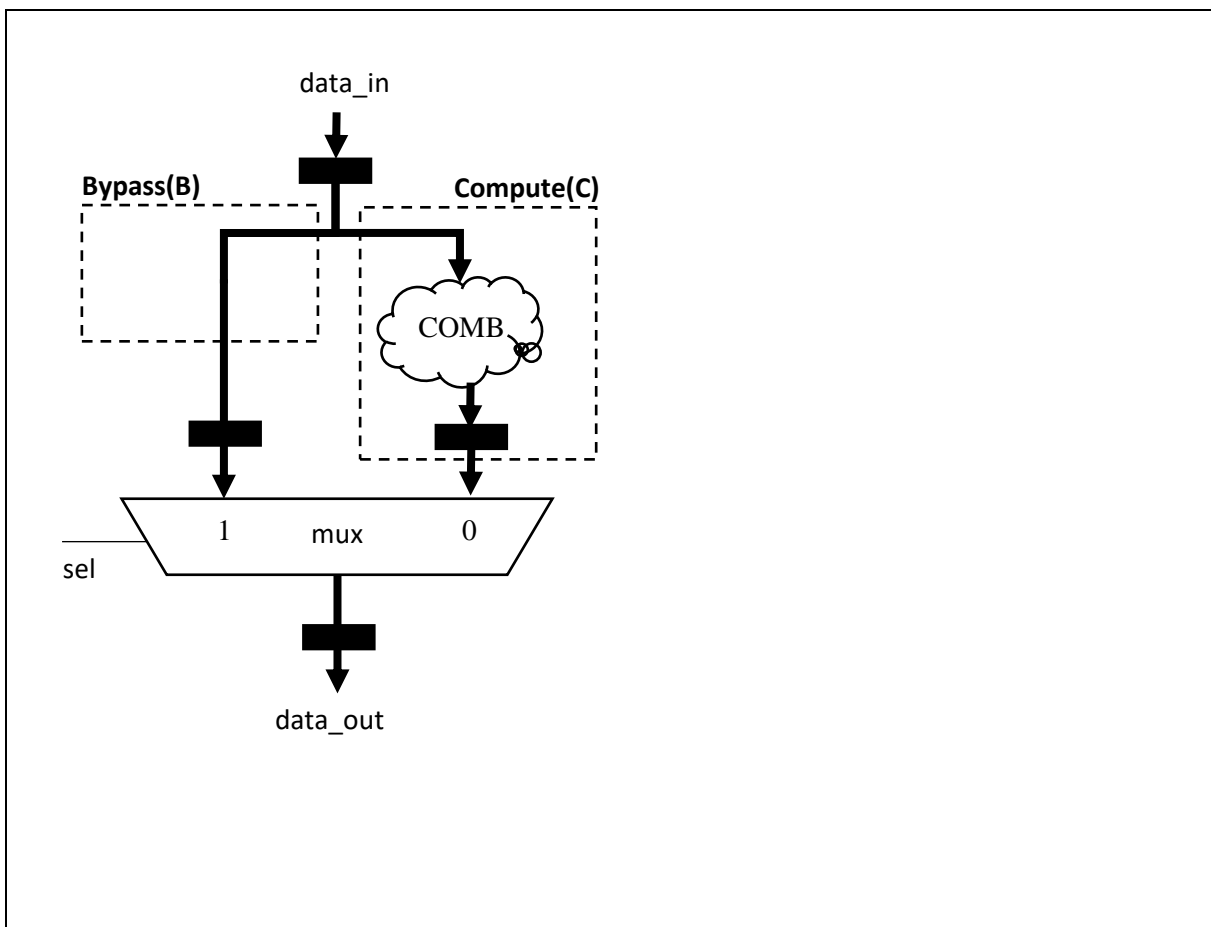 data_in
Bypass(B)
Compute(C)
COMB
1 mux 0
sel
data_out